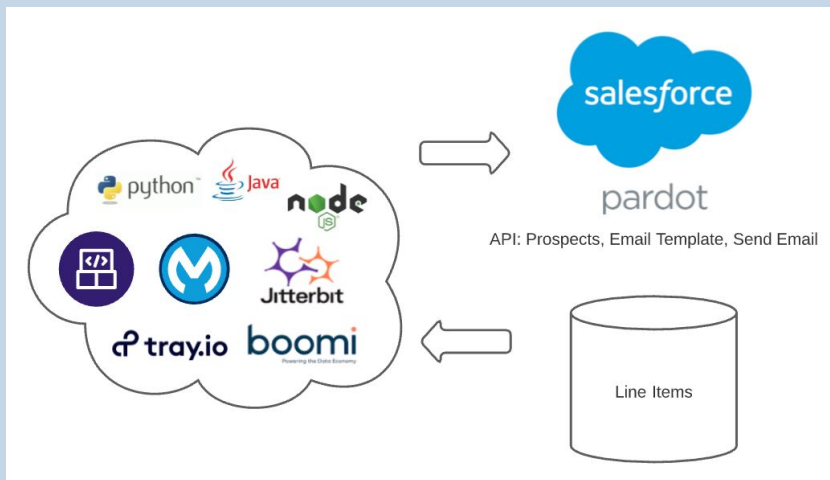 python™
Java
node
JS
salesforce
pardot
API: Prospects, Email Template, Send Email
Jitterbit
tray.io
boomi
Powering the Data Economy
Line Items